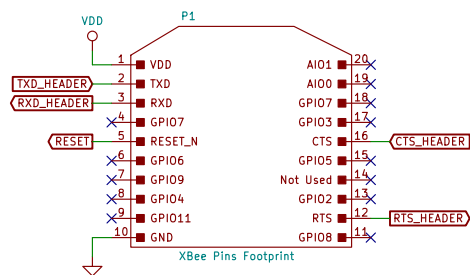 P1
VDD
1 VDD AIO1 20
TXD_HEADER 2 TXD AIO0 19
RXD_HEADER 3 RXD GPIO7 18
4 GPIO7 GPIO3 17
RESET 5 RESET_N CTS 16 CTS_HEADER
6 GPIO6 GPIO5 15
7 GPIO9 Not Used 14
8 GPIO4 GPIO2 13
9 GPIO11 RTS 12 RTS_HEADER
10 GND GPIO8 11
XBee Pins Footprint